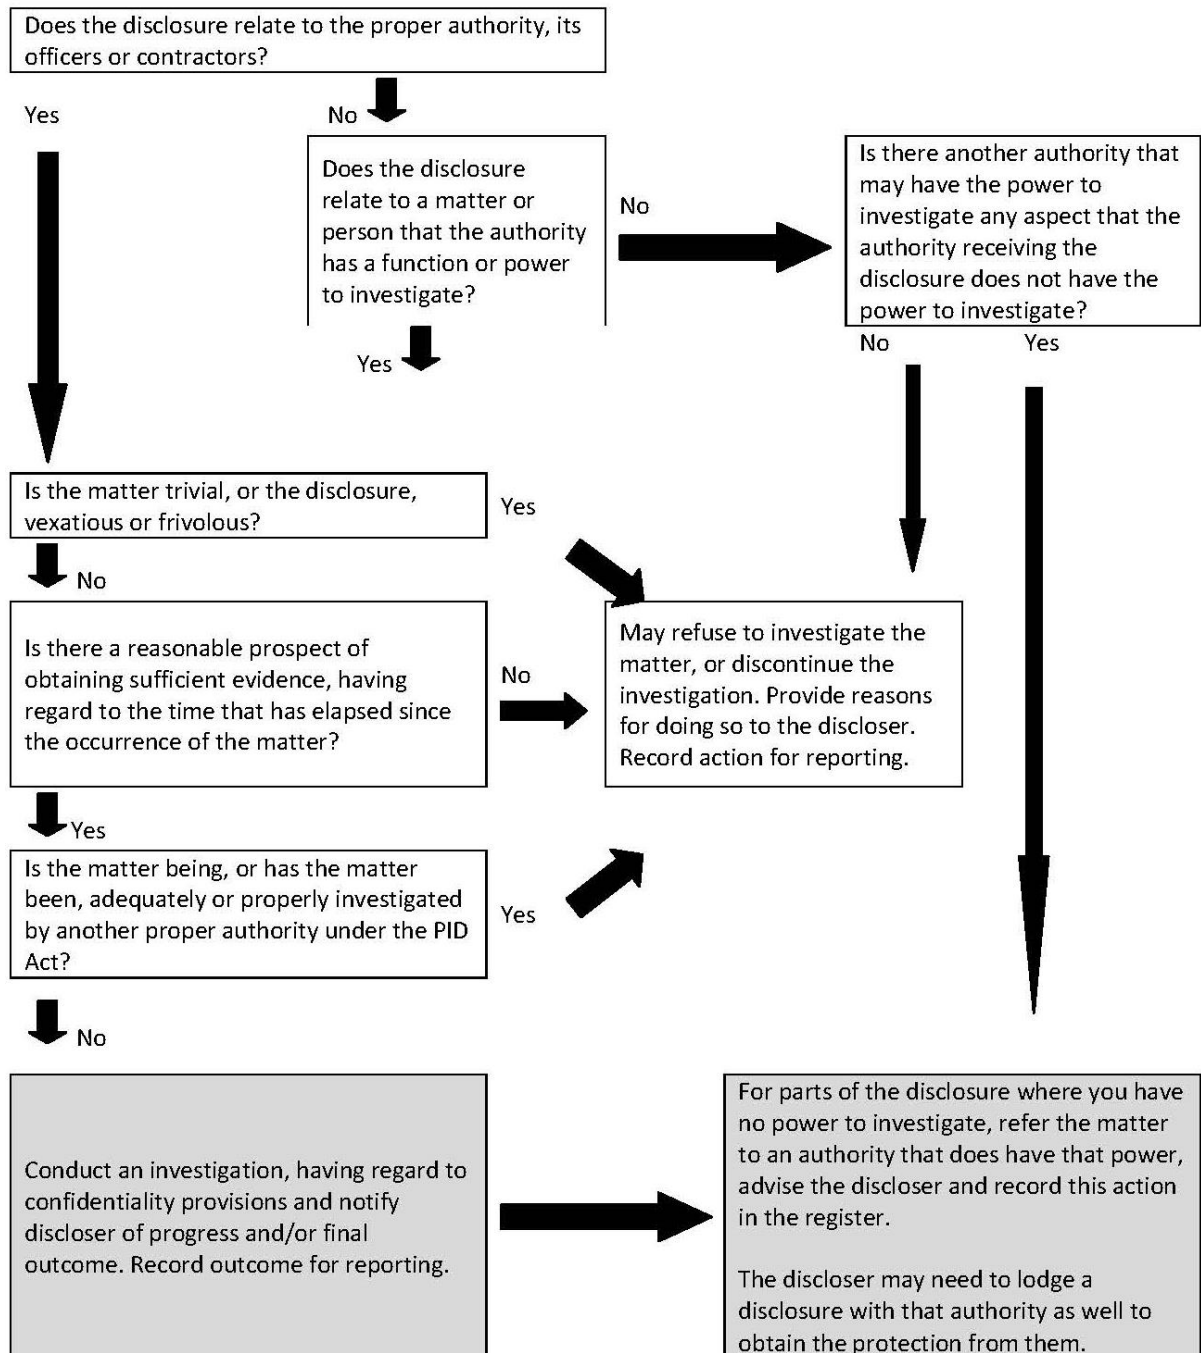 Does the disclosure relate to the proper authority, its
officers or contractors?
Yes
No
Does the disclosure
relate to a matter or
person that the authority
has a function or power
to investigate?
No
Is there another authority that
may have the power to
investigate any aspect that the
authority receiving the
disclosure does not have the
power to investigate?
Yes
No
Yes
Is the matter trivial, or the disclosure,
vexatious or frivolous?
Yes
No
Is there a reasonable prospect of
obtaining sufficient evidence, having
regard to the time that has elapsed since
the occurrence of the matter?
No
May refuse to investigate the
matter, or discontinue the
investigation. Provide reasons
for doing so to the discloser.
Record action for reporting.
Yes
Is the matter being, or has the matter
been, adequately or properly investigated
by another proper authority under the PID
Act?
Yes
No
Conduct an investigation, having regard to
confidentiality provisions and notify
discloser of progress and/or final
outcome. Record outcome for reporting.
For parts of the disclosure where you have
no power to investigate, refer the matter
to an authority that does have that power,
advise the discloser and record this action
in the register.
The discloser may need to lodge a
disclosure with that authority as well to
obtain the protection from them.